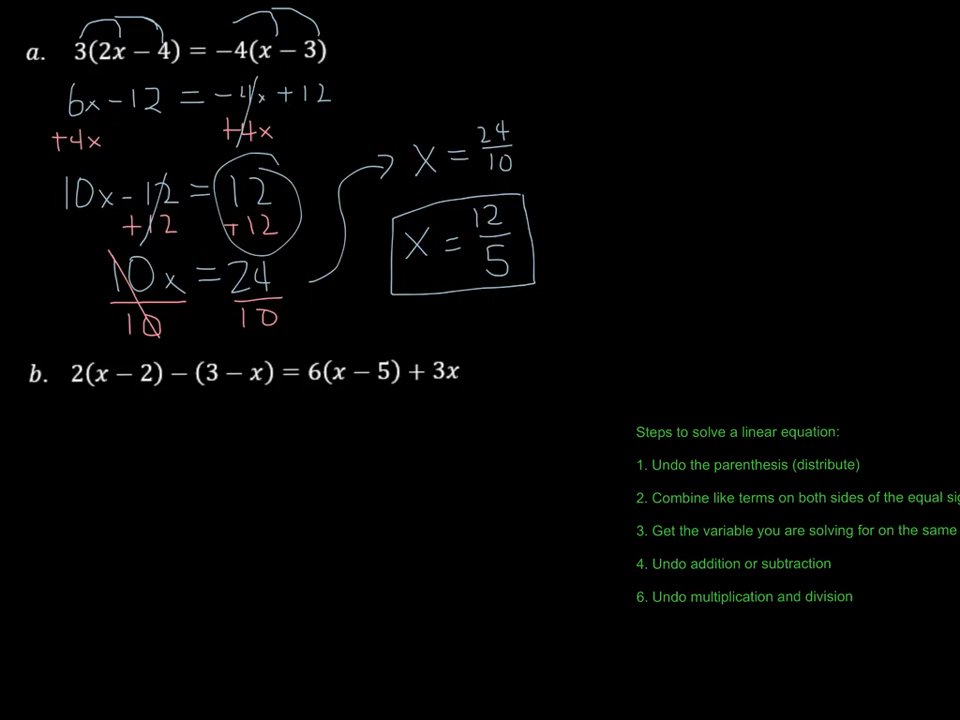 a. 3(2x − 4) = −4(x − 3)
6x − 12 = −4x + 12
+4x +4x
10x − 12 = 12
+12 +12
10x = 24
10 10
x = 24/10
x = 12/5
b. 2(x − 2) − (3 − x) = 6(x − 5) + 3x
Steps to solve a linear equation:
1. Undo the parenthesis (distribute)
2. Combine like terms on both sides of the equal sig
3. Get the variable you are solving for on the same
4. Undo addition or subtraction
6. Undo multiplication and division